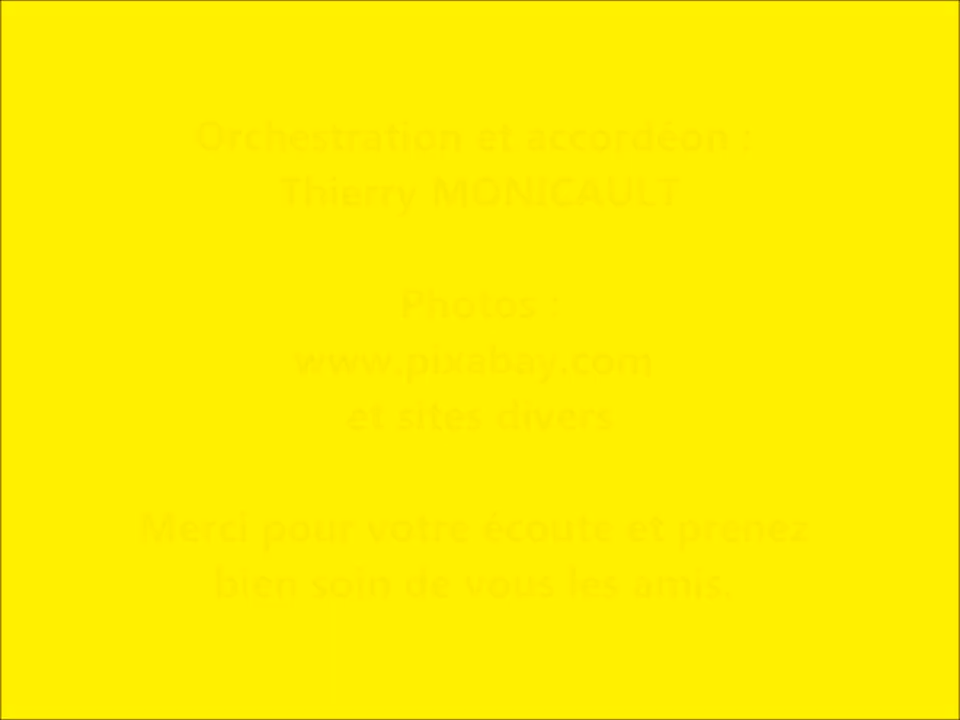 Orchestration et accordéon :
Thierry MONICAULT
Photos :
www.pixabay.com
et sites divers
Merci pour votre écoute et prenez
bien soin de vous les amis.